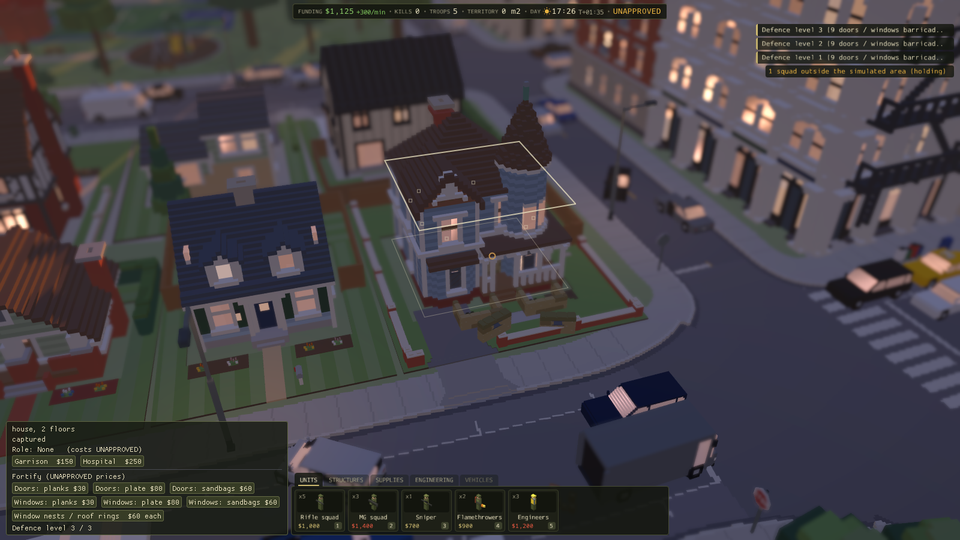 FUNDING $1,125 +300/min · KILLS 0 · TROOPS 5 · TERRITORY 0 m2 · DAY 17:26 T+01:35 · UNAPPROVED
Defence level 3 |9 doors / windows barricad..
Defence level 2 |9 doors / windows barricad..
Defence level 1 |9 doors / windows barricad..
1 squad outside the simulated area (holding)
house, 2 floors
captured
Role: None (costs UNAPPROVED)
Garrison $150 Hospital $250
Fortify (UNAPPROVED prices)
Doors: planks $30 Doors: plate $80 Doors: sandbags $60
Windows: planks $30 Windows: plate $80 Windows: sandbags $60
Window nests / roof rings $60 each
Defence level 3 / 3
UNITS STRUCTURES SUPPLIES ENGINEERING VEHICLES
x5 x3 x1 x2 x3
Rifle squad MG squad Sniper Flamethrowers Engineers
$1,000 1 $1,400 2 $700 3 $900 4 $1,200 5